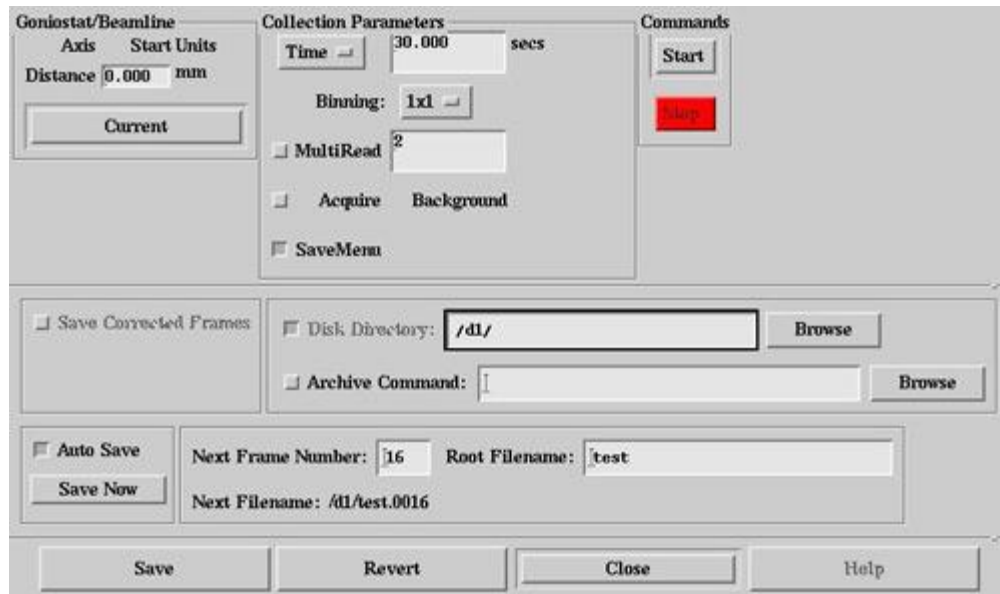 Goniostat/Beamline
Axis Start Units
Distance 0.000 mm
Current
Collection Parameters
Time 30.000 secs
Binning: 1x1
MultiRead 2
Acquire Background
SaveMenu
Commands
Start
Stop
Save Corrected Frames
Disk Directory: /d1/ Browse
Archive Command: Browse
Auto Save
Save Now
Next Frame Number: 16 Root Filename: test
Next Filename: /d1/test.0016
Save Revert Close Help